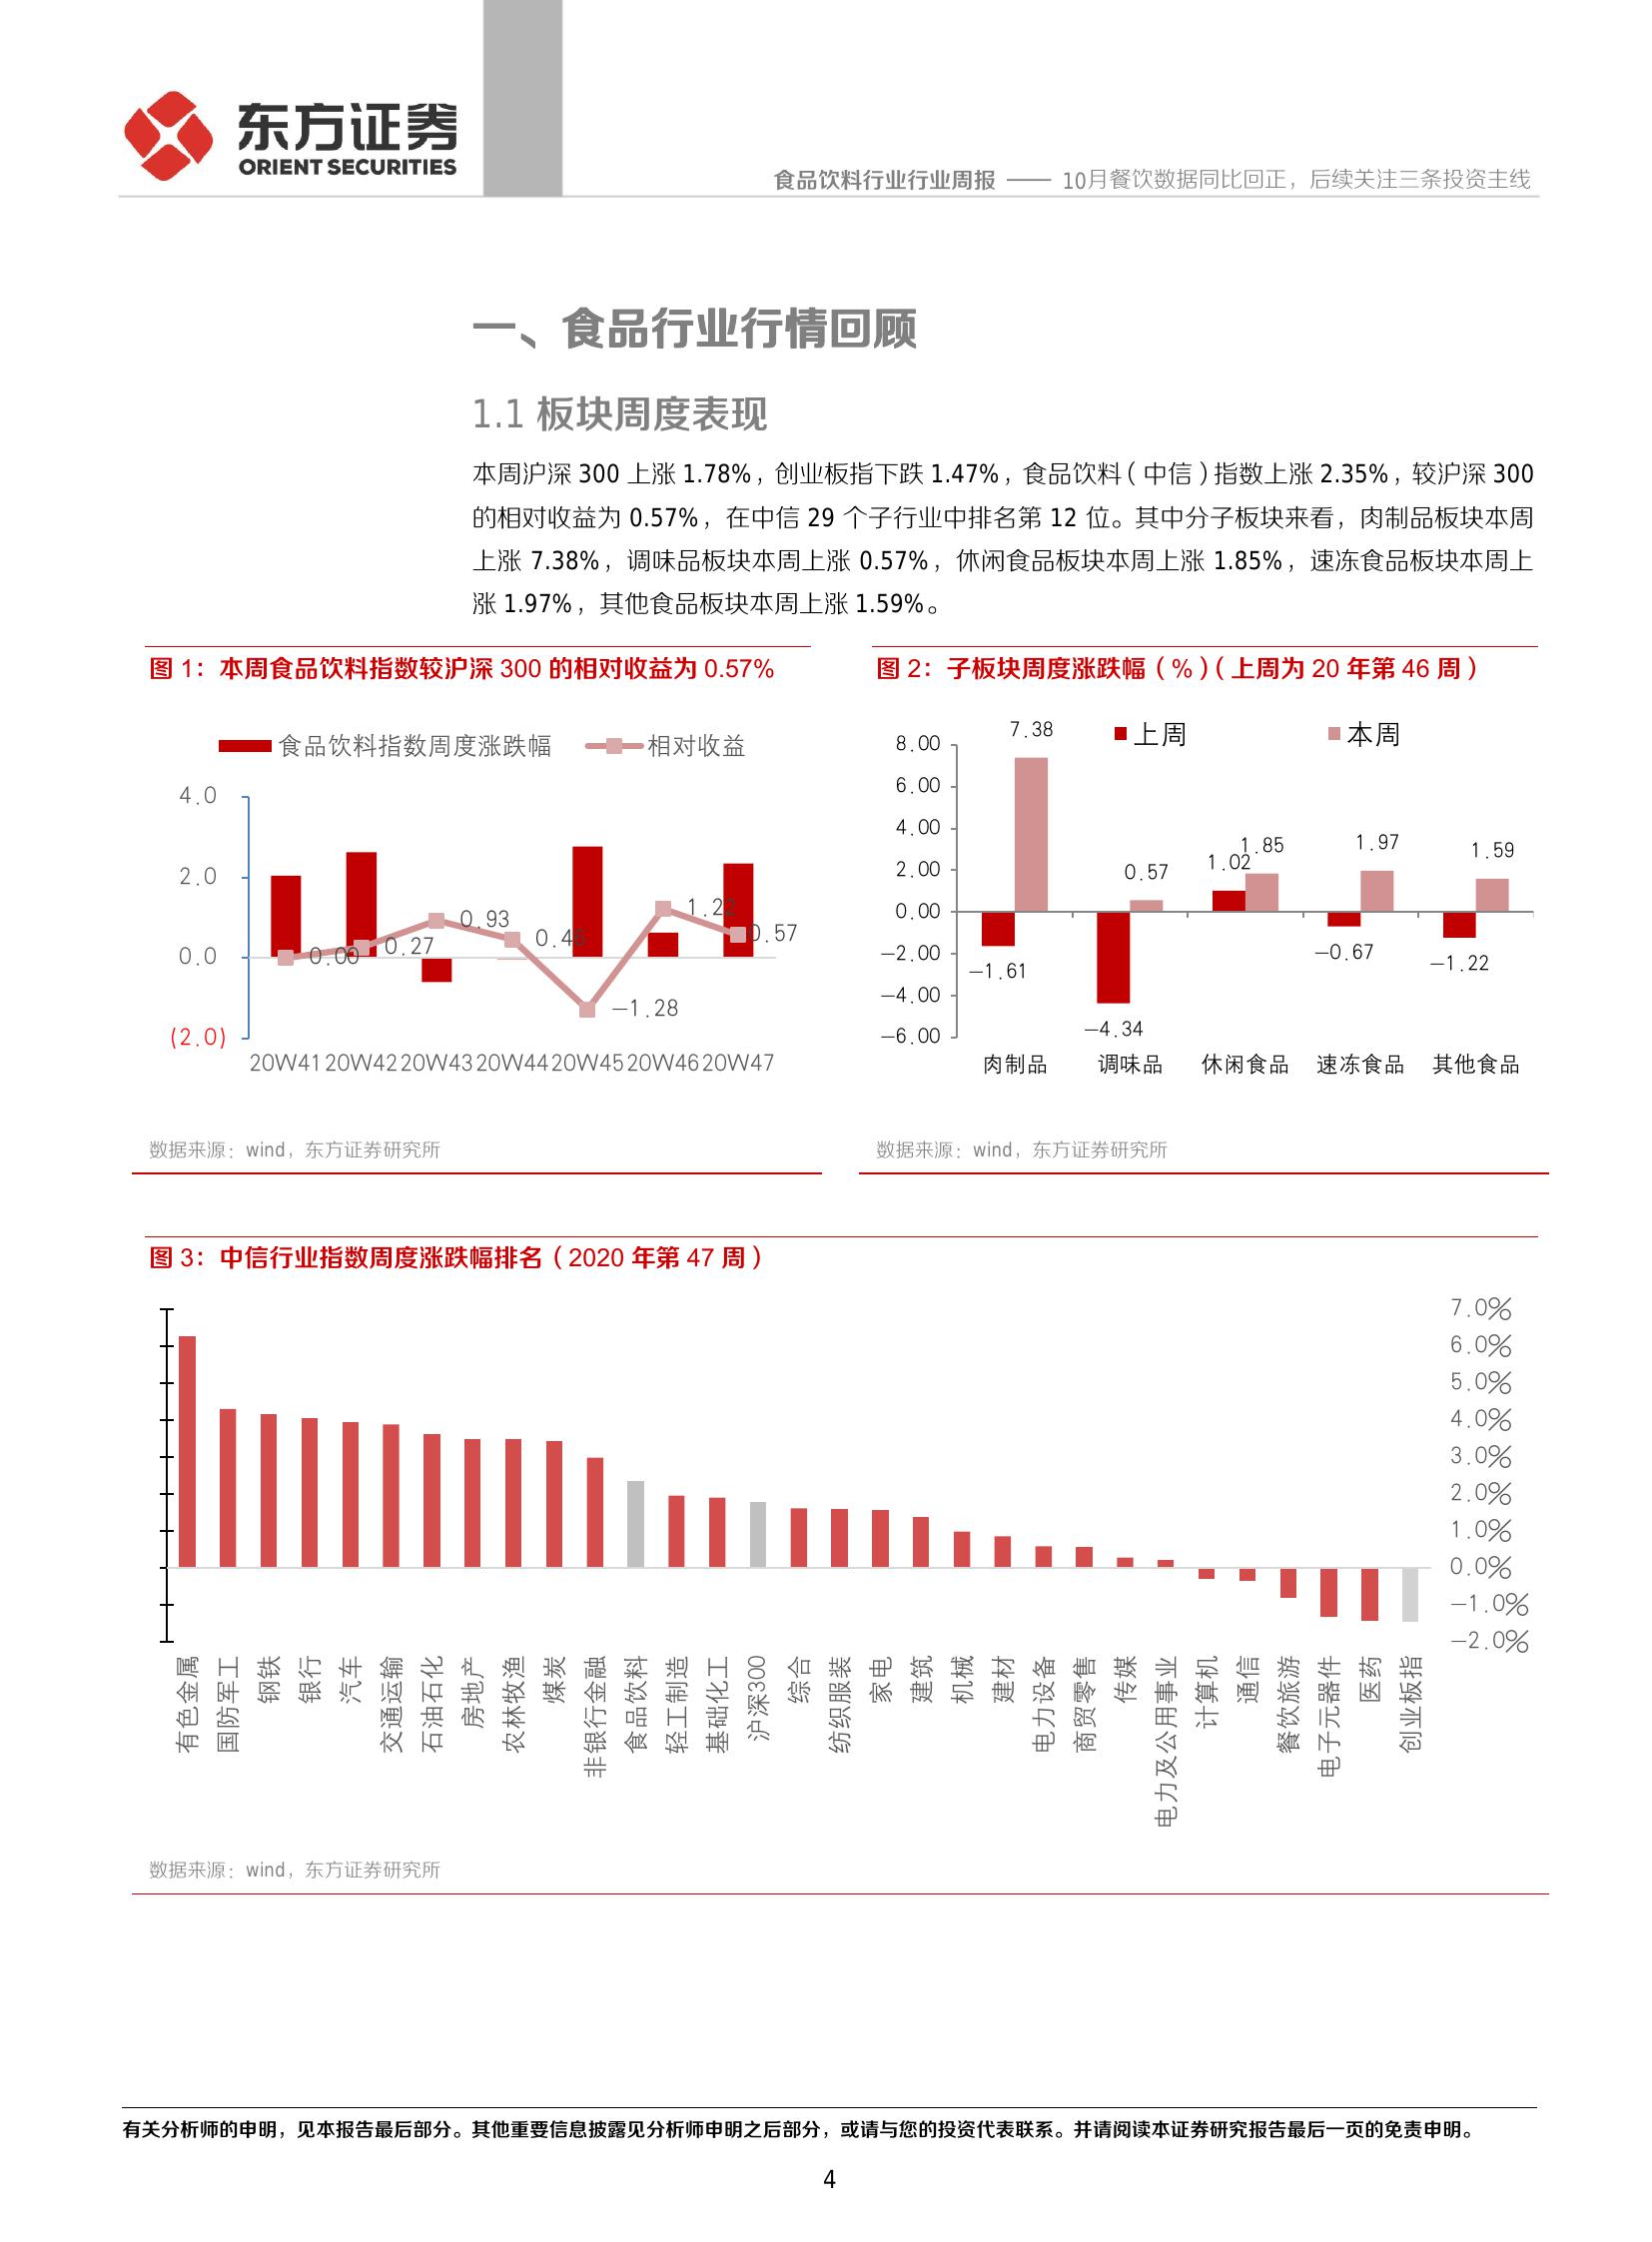 东方证券
ORIENT SECURITIES
食品饮料行业行业周报 —— 10月餐饮数据同比回正，后续关注三条投资主线
一、食品行业行情回顾
1.1 板块周度表现
本周沪深 300 上涨 1.78%，创业板指下跌 1.47%，食品饮料（中信）指数上涨 2.35%，较沪深 300
的相对收益为 0.57%，在中信 29 个子行业中排名第 12 位。其中分子板块来看，肉制品板块本周
上涨 7.38%，调味品板块本周上涨 0.57%，休闲食品板块本周上涨 1.85%，速冻食品板块本周上
涨 1.97%，其他食品板块本周上涨 1.59%。
图 1：本周食品饮料指数较沪深 300 的相对收益为 0.57%
食品饮料指数周度涨跌幅 相对收益
4.0
2.0
0.0
(2.0)
0.00
0.27
0.93
0.46
-1.28
1.22
0.57
20W41 20W42 20W43 20W44 20W45 20W46 20W47
数据来源：wind，东方证券研究所
图 2：子板块周度涨跌幅（%）（上周为 20 年第 46 周）
上周 本周
8.00
6.00
4.00
2.00
0.00
-2.00
-4.00
-6.00
7.38
-1.61
0.57
-4.34
1.02
1.85
1.97
-0.67
1.59
-1.22
肉制品 调味品 休闲食品 速冻食品 其他食品
数据来源：wind，东方证券研究所
图 3：中信行业指数周度涨跌幅排名（2020 年第 47 周）
7.0%
6.0%
5.0%
4.0%
3.0%
2.0%
1.0%
0.0%
-1.0%
-2.0%
有色金属
国防军工
钢铁
银行
汽车
交通运输
石油石化
房地产
农林牧渔
煤炭
非银行金融
食品饮料
轻工制造
基础化工
沪深300
综合
纺织服装
家电
建筑
机械
建材
电力设备
商贸零售
传媒
电力及公用事业
计算机
通信
餐饮旅游
电子元器件
医药
创业板指
数据来源：wind，东方证券研究所
有关分析师的申明，见本报告最后部分。其他重要信息披露见分析师申明之后部分，或请与您的投资代表联系。并请阅读本证券研究报告最后一页的免责申明。
4